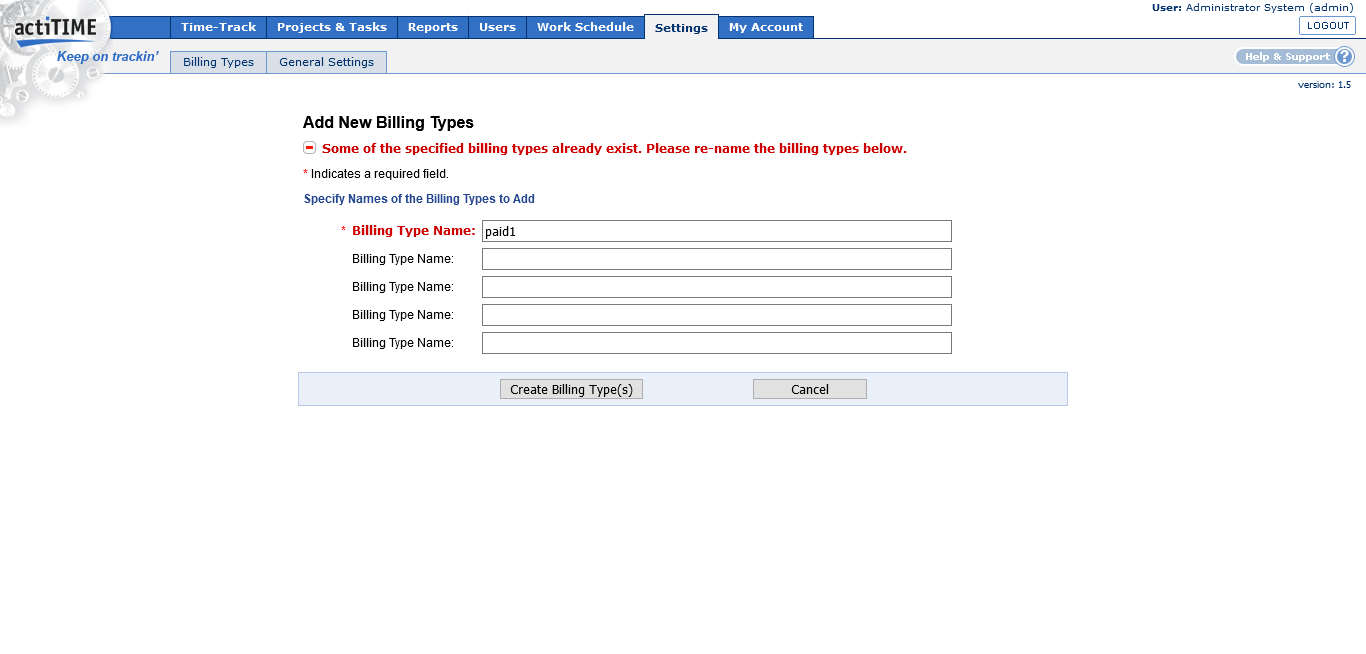 User: Administrator System (admin)
actiTIME
Time-Track Projects & Tasks Reports Users Work Schedule Settings My Account
LOGOUT
Keep on trackin'
Billing Types General Settings
Help & Support ?
version: 1.5
Add New Billing Types
Some of the specified billing types already exist. Please re-name the billing types below.
* Indicates a required field.
Specify Names of the Billing Types to Add
* Billing Type Name: paid1
Billing Type Name:
Billing Type Name:
Billing Type Name:
Billing Type Name:
Create Billing Type(s) Cancel